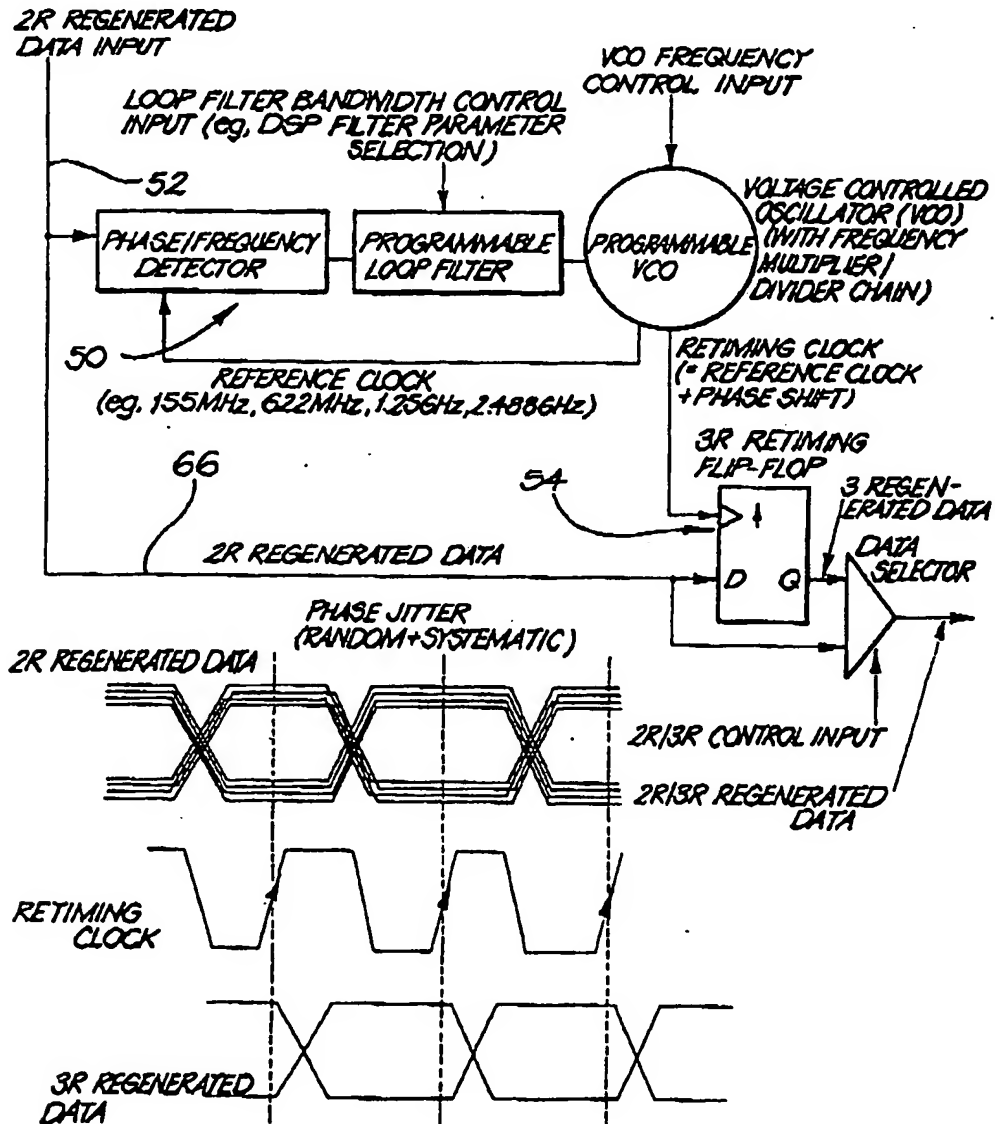 2R REGENERATED
DATA INPUT
VCO FREQUENCY
CONTROL INPUT
LOOP FILTER BANDWIDTH CONTROL
INPUT (eg, DSP FILTER PARAMETER
SELECTION)
52
VOLTAGE CONTROLLED
OSCILLATOR (VCO)
(WITH FREQUENCY
MULTIPLIER/
DIVIDER CHAIN)
PHASE/FREQUENCY
DETECTOR
PROGRAMMABLE
LOOP FILTER
PROGRAMMABLE
VCO
50
REFERENCE CLOCK
(eg, 155MHz, 622MHz, 1.25GHz, 2.488GHz)
RETIMING CLOCK
(= REFERENCE CLOCK
+ PHASE SHIFT)
3R RETIMING
FLIP-FLOP
66
54
3 REGEN-
ERATED DATA
2R REGENERATED DATA
D Q
DATA
SELECTOR
PHASE JITTER
(RANDOM+SYSTEMATIC)
2R REGENERATED DATA
2R/3R CONTROL INPUT
2R/3R REGENERATED
DATA
RETIMING
CLOCK
3R REGENERATED
DATA